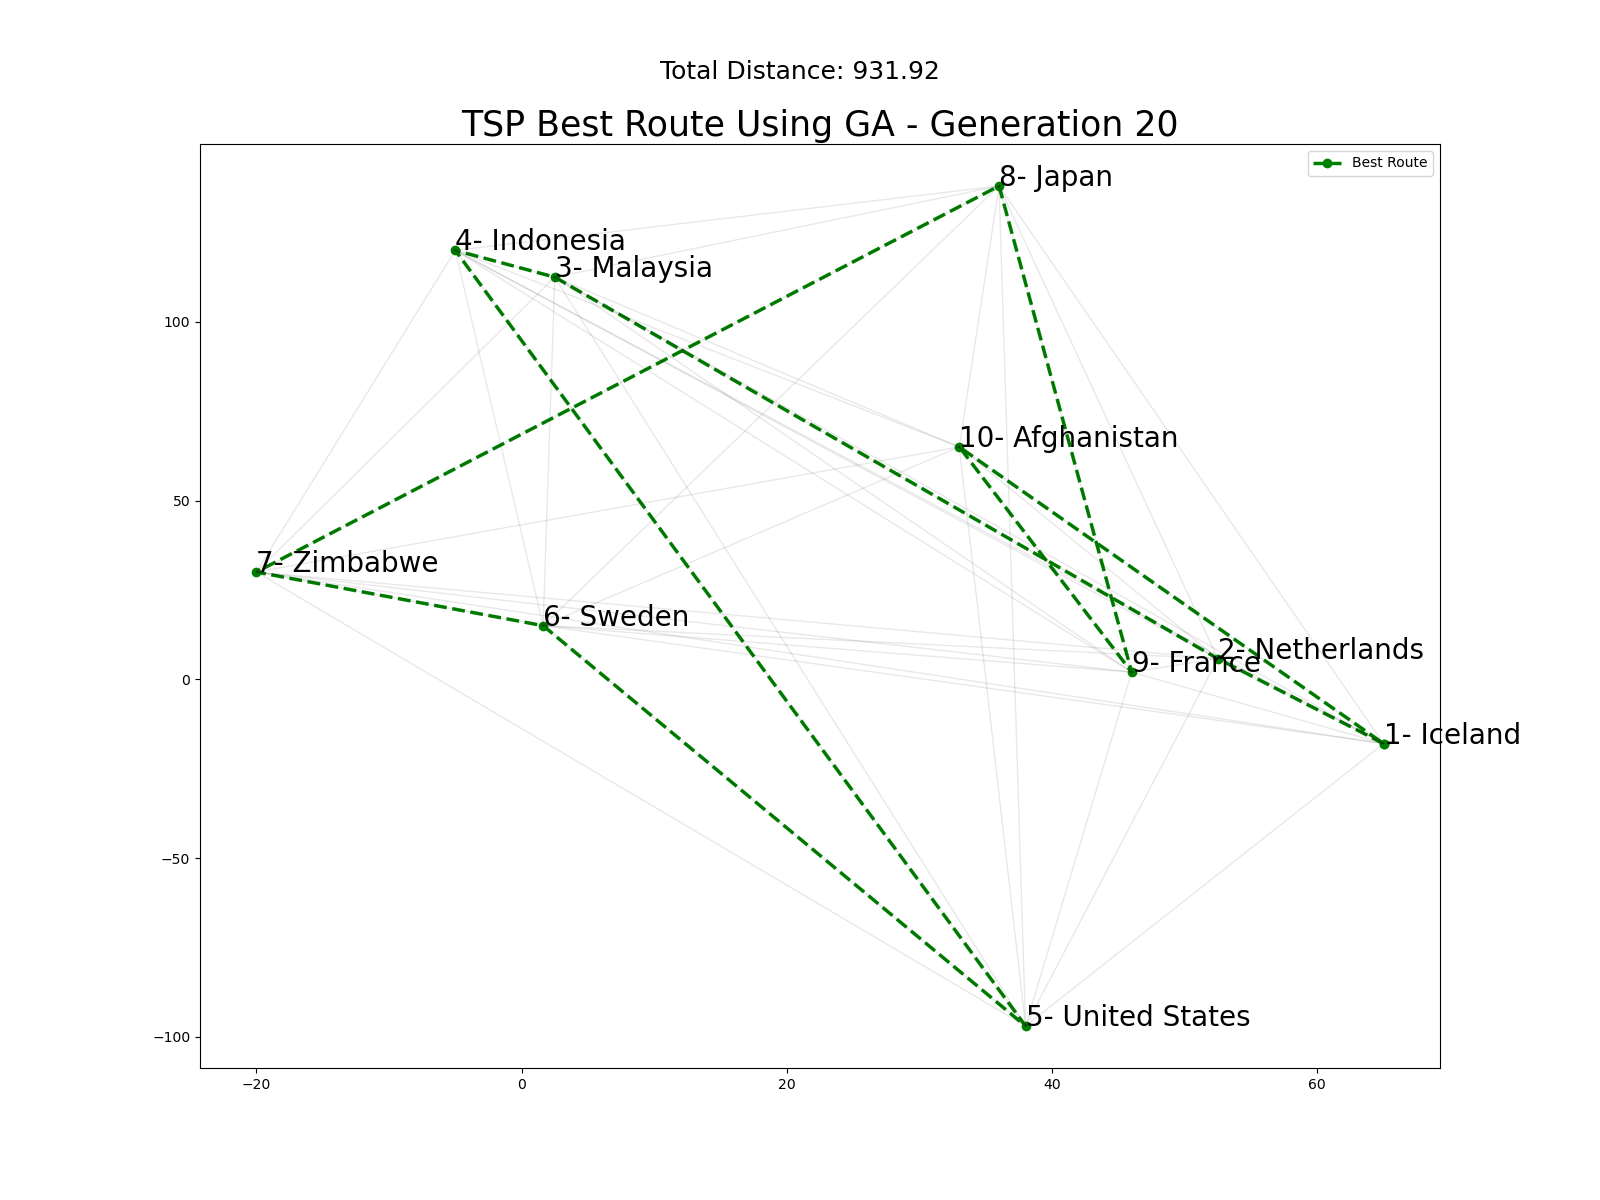 Total Distance: 931.92
TSP Best Route Using GA - Generation 20
Best Route
8- Japan
4- Indonesia
3- Malaysia
100
10- Afghanistan
50
7- Zimbabwe
6- Sweden
2- Netherlands
9- France
0
1- Iceland
−50
5- United States
−100
−20 0 20 40 60